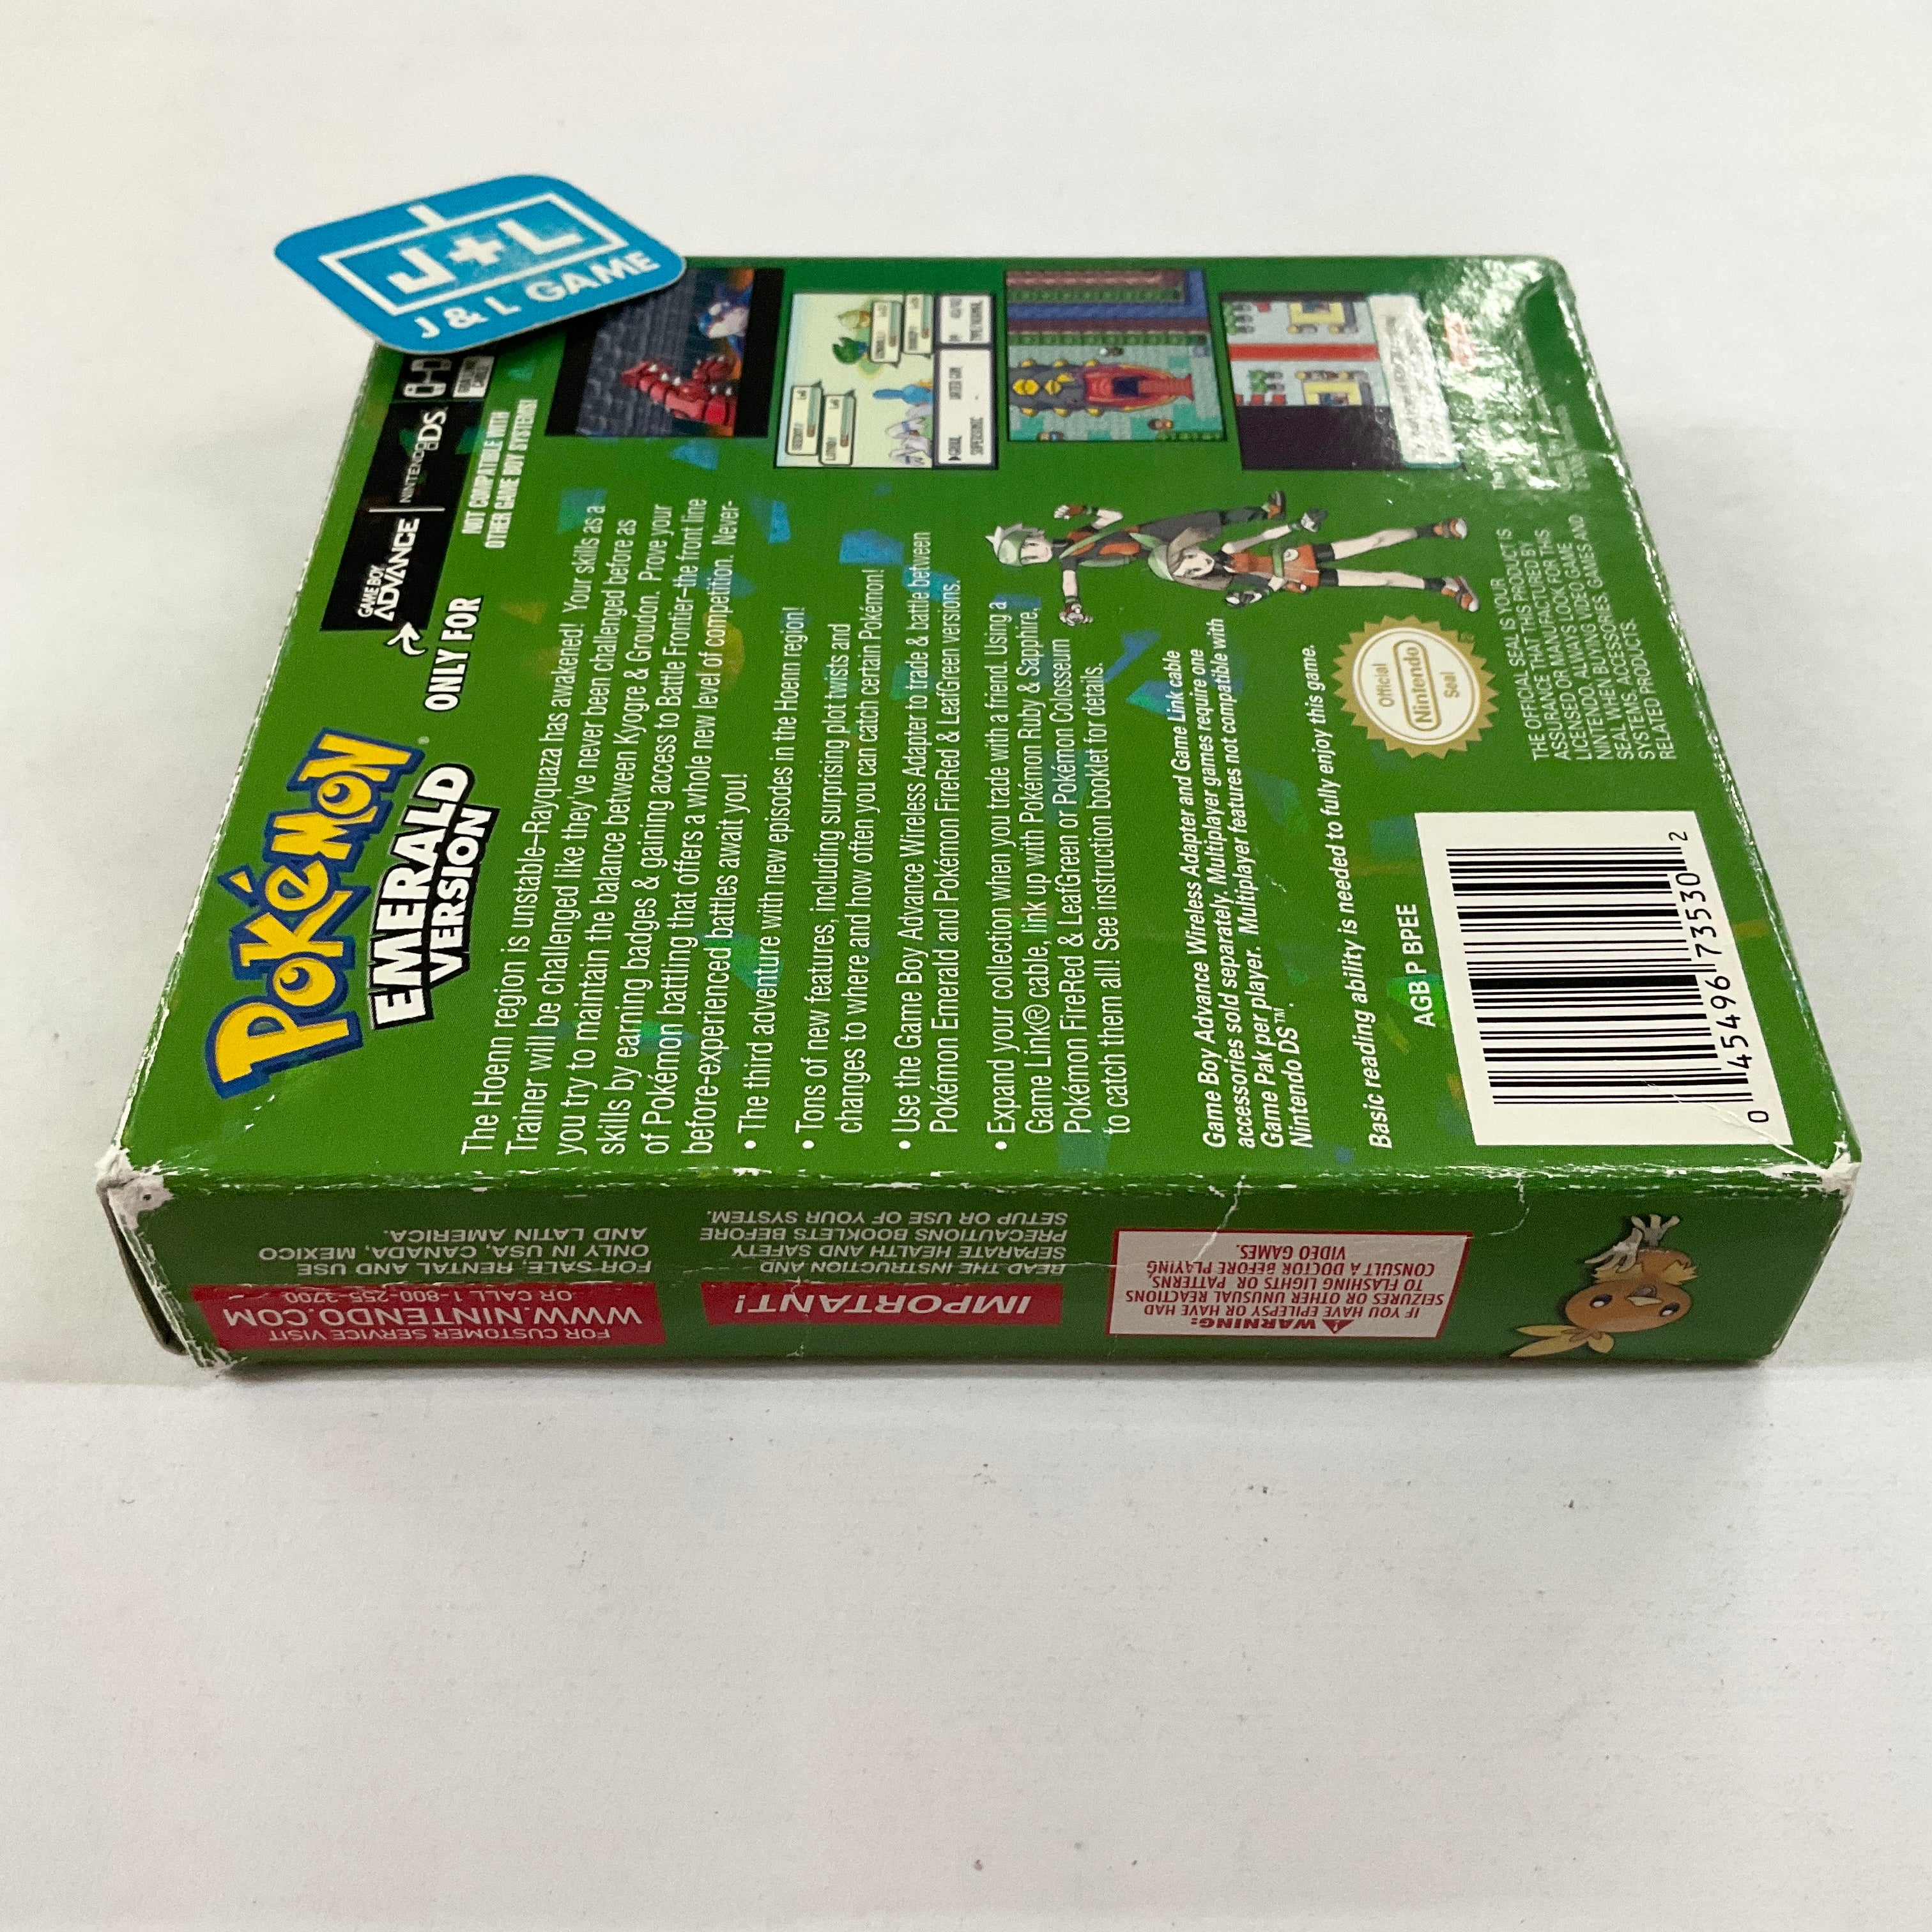 J+L
J & L GAME
POKéMON
EMERALD
VERSION
ONLY FOR
GAME BOY
ADVANCE
NINTENDO DS
NOT COMPATIBLE WITH
OTHER GAME BOY SYSTEMS!
The Hoenn region is unstable–Rayquaza has awakened! Your skills as a
Trainer will be challenged like they've never been challenged before as
you try to maintain the balance between Kyogre & Groudon. Prove your
skills by earning badges & gaining access to Battle Frontier–the front line
of Pokémon battling that offers a whole new level of competition. Never-
before-experienced battles await you!
• The third adventure with new episodes in the Hoenn region!
• Tons of new features, including surprising plot twists and
changes to where and how often you can catch certain Pokémon!
• Use the Game Boy Advance Wireless Adapter to trade & battle between
Pokémon Emerald and Pokémon FireRed & LeafGreen versions.
• Expand your collection when you trade with a friend. Using a
Game Link® cable, link up with Pokémon Ruby & Sapphire,
Pokémon FireRed & LeafGreen or Pokémon Colosseum
to catch them all! See instruction booklet for details.
Game Boy Advance Wireless Adapter and Game Link cable
accessories sold separately. Multiplayer games require one
Game Pak per player. Multiplayer features not compatible with
Nintendo DS™.
Basic reading ability is needed to fully enjoy this game.
AGB P BPEE
0 45496 73530 2
Official
Nintendo
Seal
THE OFFICIAL SEAL IS YOUR
ASSURANCE THAT THIS PRODUCT IS
LICENSED OR MANUFACTURED BY
NINTENDO. ALWAYS LOOK FOR THIS
SEAL WHEN BUYING VIDEO GAME
SYSTEMS, ACCESSORIES, GAMES AND
RELATED PRODUCTS.
FOR CUSTOMER SERVICE VISIT
WWW.NINTENDO.COM
OR CALL 1-800-255-3700
FOR SALE, RENTAL AND USE
ONLY IN USA, CANADA, MEXICO
AND LATIN AMERICA.
IMPORTANT!
READ THE INSTRUCTION AND
SEPARATE HEALTH AND SAFETY
PRECAUTIONS BOOKLETS BEFORE
SETUP OR USE OF YOUR SYSTEM.
WARNING:
IF YOU HAVE EPILEPSY OR HAVE HAD
SEIZURES OR OTHER UNUSUAL REACTIONS
TO FLASHING LIGHTS OR PATTERNS,
CONSULT A DOCTOR BEFORE PLAYING
VIDEO GAMES.